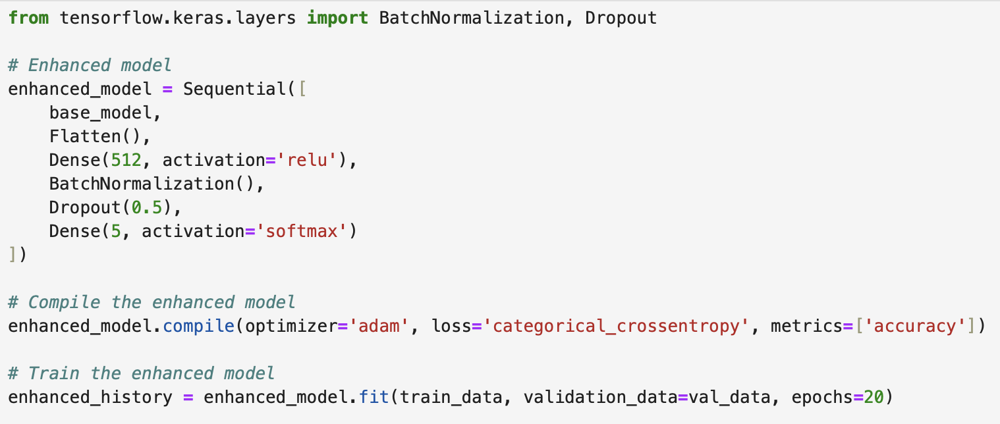 from tensorflow.keras.layers import BatchNormalization, Dropout

# Enhanced model
enhanced_model = Sequential([
    base_model,
    Flatten(),
    Dense(512, activation='relu'),
    BatchNormalization(),
    Dropout(0.5),
    Dense(5, activation='softmax')
])

# Compile the enhanced model
enhanced_model.compile(optimizer='adam', loss='categorical_crossentropy', metrics=['accuracy'])

# Train the enhanced model
enhanced_history = enhanced_model.fit(train_data, validation_data=val_data, epochs=20)